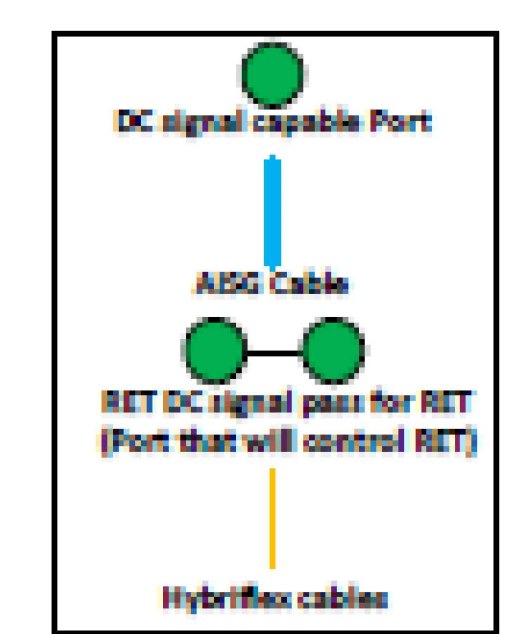 DC signal capable Port
AISG Cable
RET DC signal pass for RET
(Port that will control RET)
Hybriflex cables